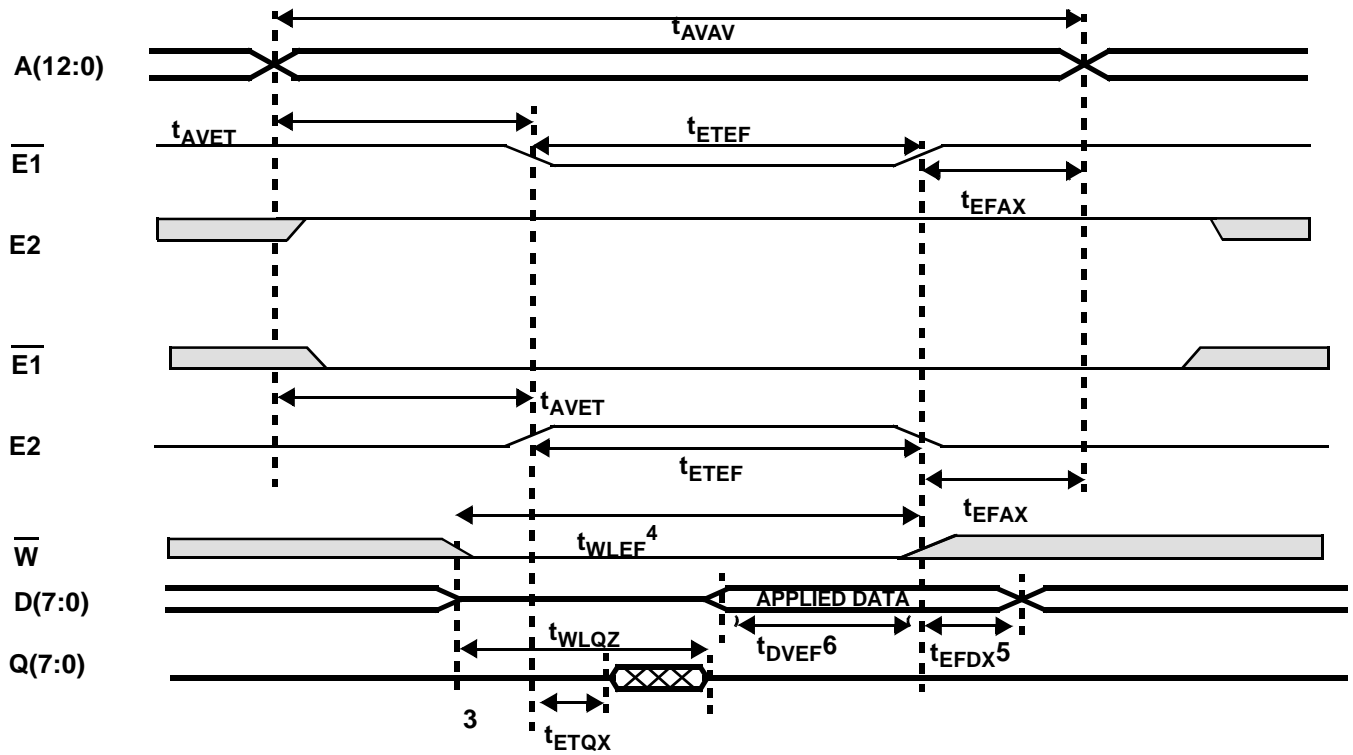 tAVAV
A(12:0)
tAVET
tETEF
E1
tEFAX
E2
E1
tAVET
E2
tETEF
tEFAX
W
tWLEF4
D(7:0)
APPLIED DATA
tWLQZ
tDVEF6
tEFDX5
Q(7:0)
3
tETQX